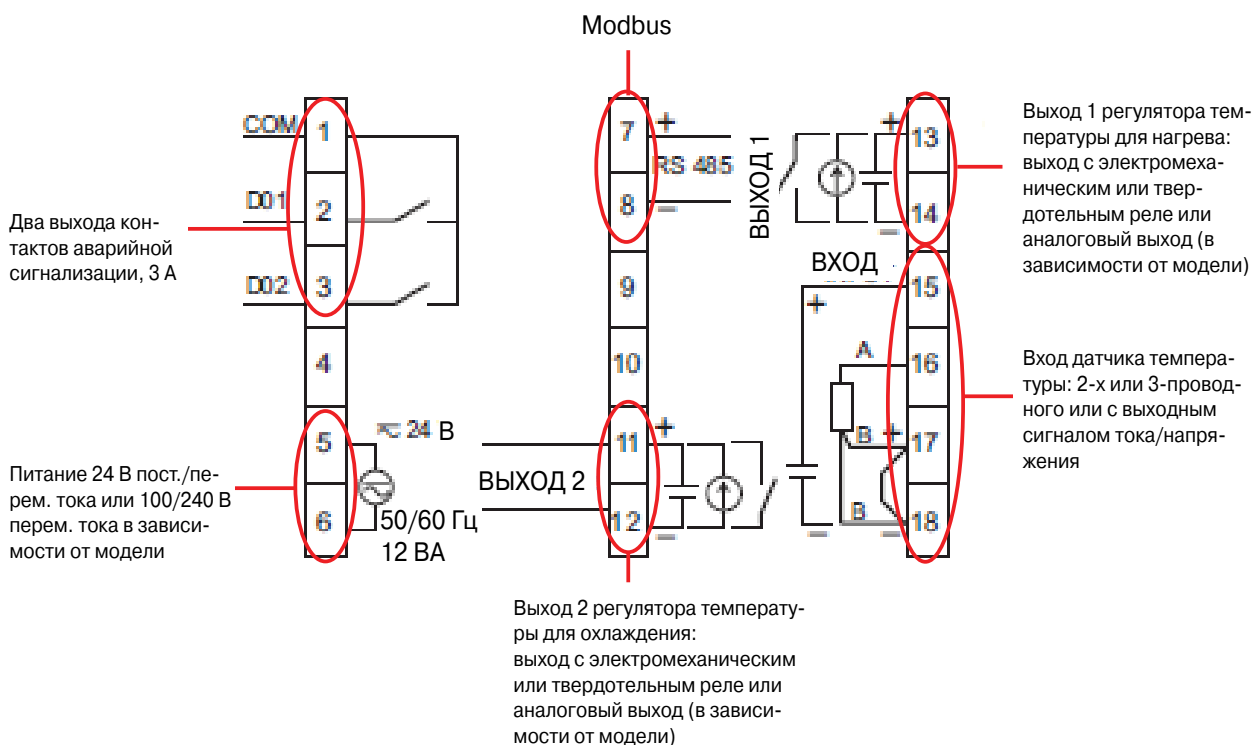 Modbus
COM
1
DO1
2
DO2
3
4
5
6
24 В
50/60 Гц
12 ВА
Два выхода кон-
тактов аварийной
сигнализации, 3 А
Питание 24 В пост./пе-
рем. тока или 100/240 В
перем. тока в зависи-
мости от модели
7
+
RS 485
8
−
9
10
11
+
ВЫХОД 2
12
−
Выход 2 регулятора температу-
ры для охлаждения:
выход с электромеханическим
или твердотельным реле или
аналоговый выход (в зависи-
мости от модели)
ВЫХОД 1
+
13
14
−
ВХОД
15
+
A
16
B
+
17
B
18
−
−
Выход 1 регулятора тем-
пературы для нагрева:
выход с электромеха-
ническим или твер-
дотельным реле или
аналоговый выход (в
зависимости от модели)
Вход датчика темпера-
туры: 2-х или 3-провод-
ного или с выходным
сигналом тока/напря-
жения